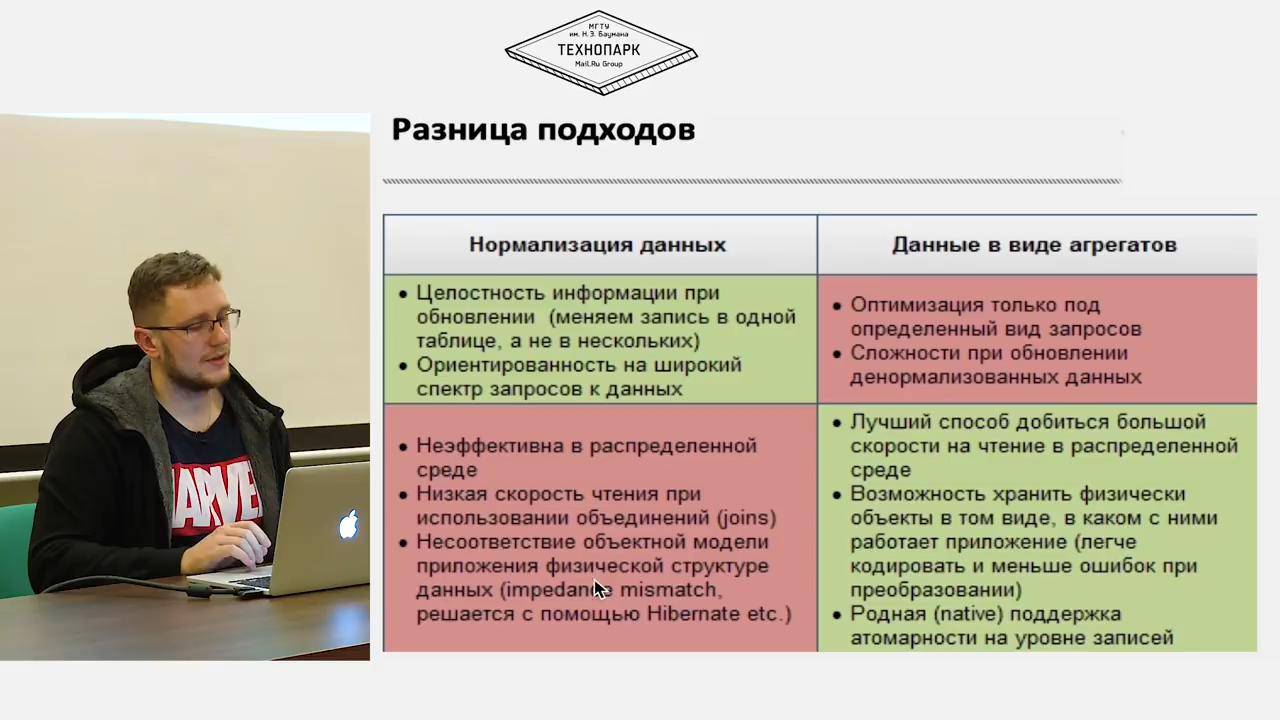 МГТУ
им. Н.Э. Баумана
ТЕХНОПАРК
Mail.Ru Group
Разница подходов
Нормализация данных
Данные в виде агрегатов
• Целостность информации при
обновлении (меняем запись в одной
таблице, а не в нескольких)
• Ориентированность на широкий
спектр запросов к данных
• Оптимизация только под
определенный вид запросов
• Сложности при обновлении
денормализованных данных
• Неэффективна в распределенной
среде
• Низкая скорость чтения при
использовании объединений (joins)
• Несоответствие объектной модели
приложения физической структуре
данных (impedance mismatch,
решается с помощью Hibernate etc.)
• Лучший способ добиться большой
скорости на чтение в распределенной
среде
• Возможность хранить физически
объекты в том виде, в каком с ними
работает приложение (легче
кодировать и меньше ошибок при
преобразовании)
• Родная (native) поддержка
атомарности на уровне записей
MARVEL